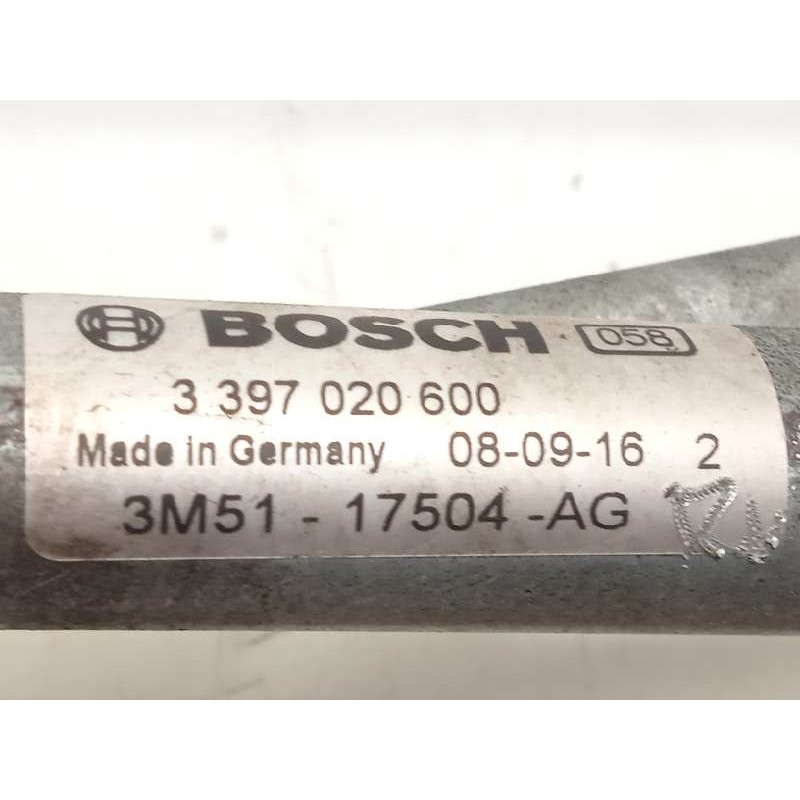 BOSCH 058
3 397 020 600
Made in Germany 08-09-16 2
3M51 - 17504 -AG